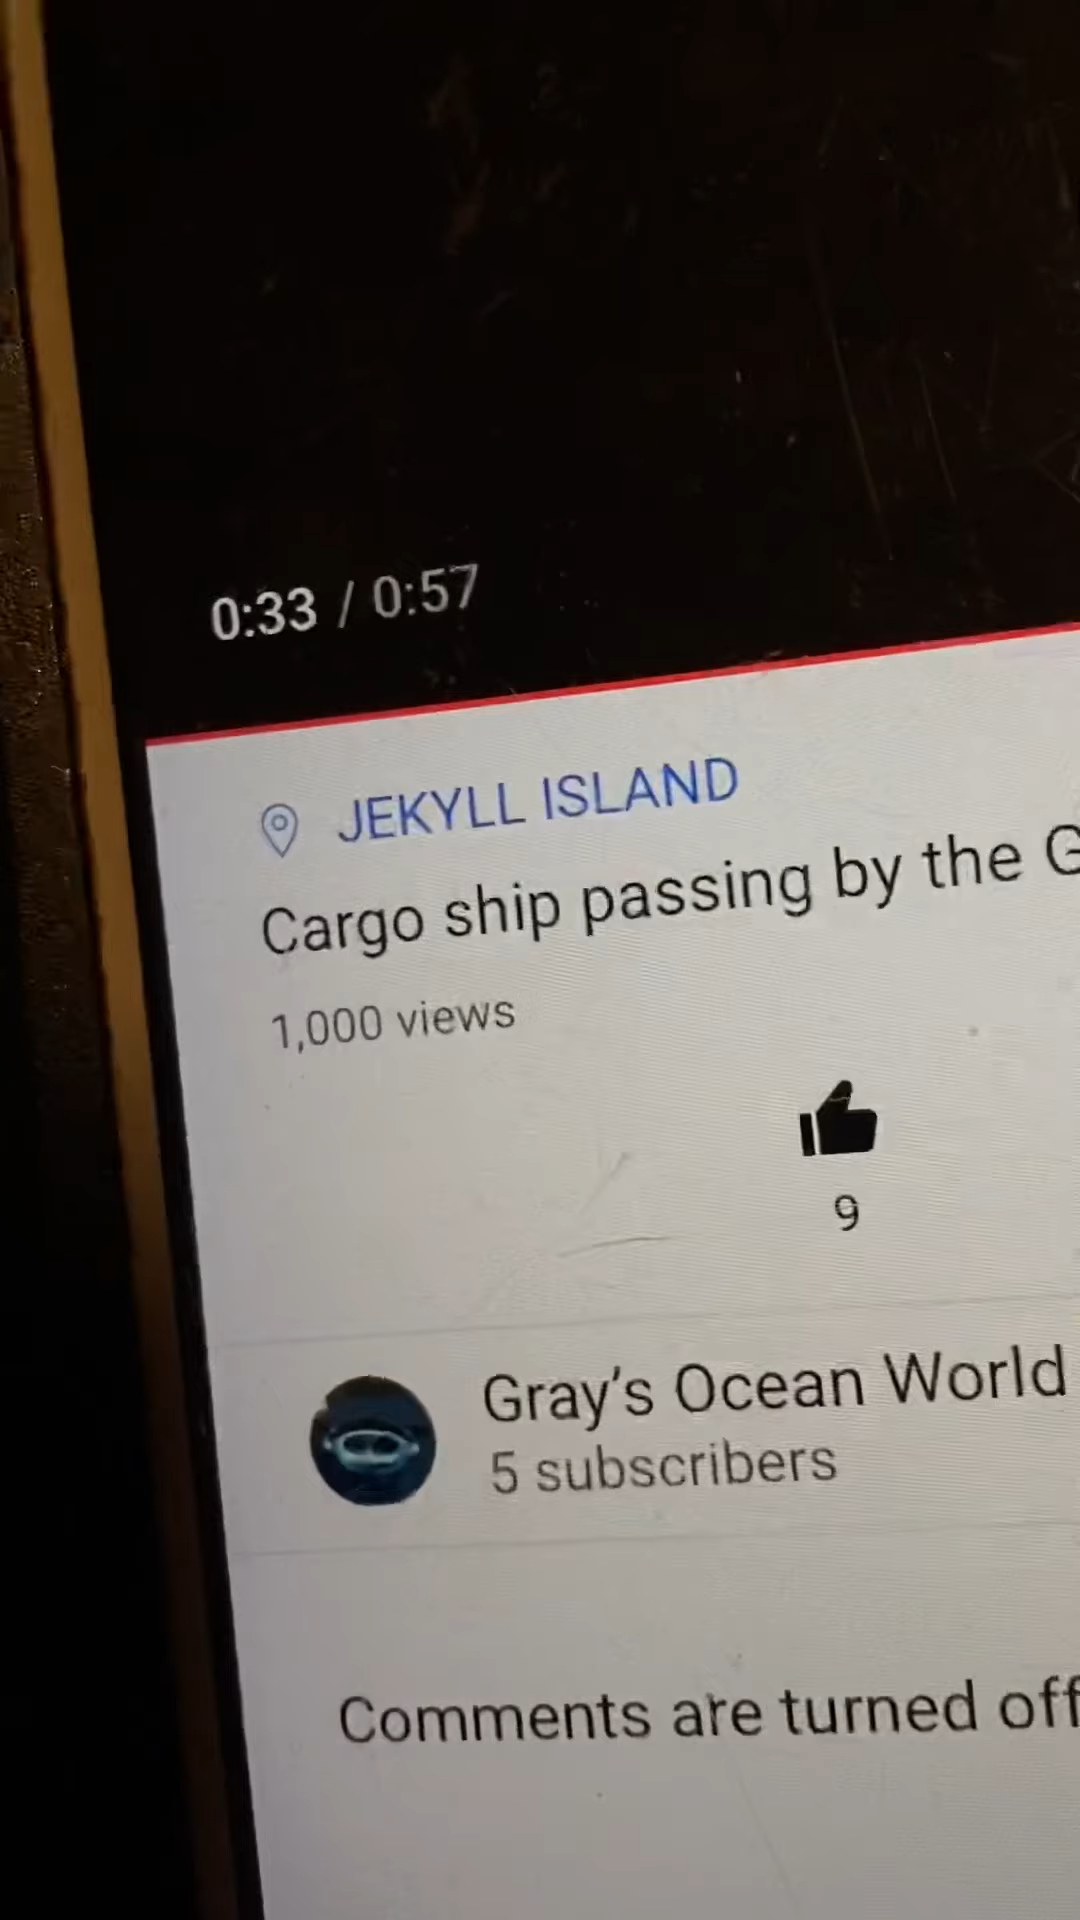 0:33 / 0:57
JEKYLL ISLAND
Cargo ship passing by the G
1,000 views
9
Gray's Ocean World
5 subscribers
Comments are turned off